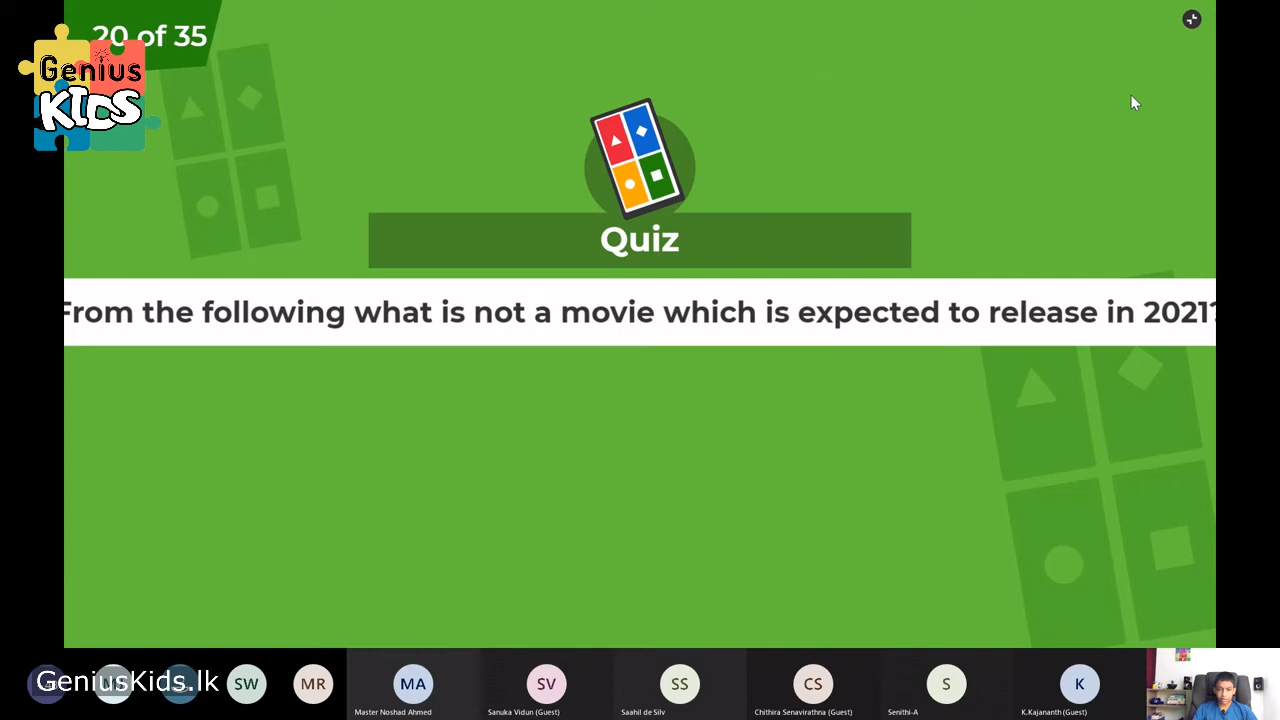 20 of 35
Genius
KIDS
Quiz
From the following what is not a movie which is expected to release in 2021?
GeniusKids.lk
SW
MR
MA
SV
SS
CS
S
K
Master Noshad Ahmed
Sanuka Vidun (Guest)
Saahil de Silv
Chithira Senavirathna (Guest)
Senithi-A
K.Kajananth (Guest)